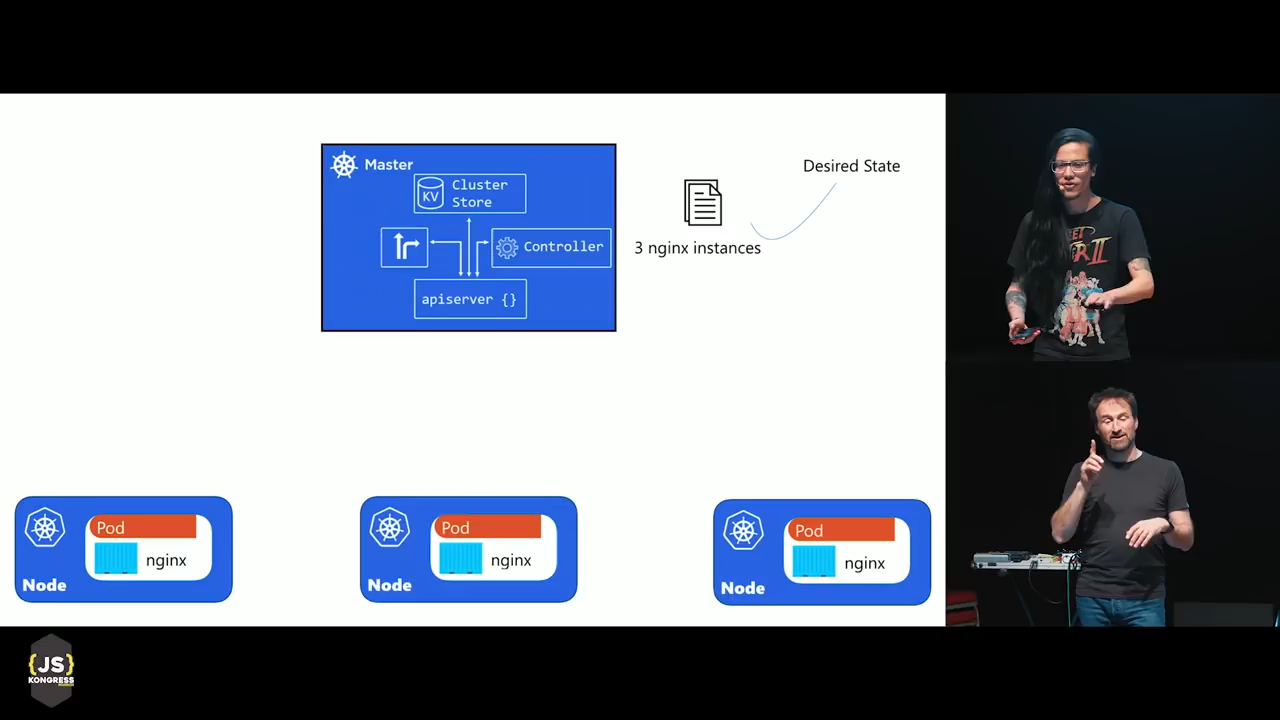 Master
KV
Cluster
Store
Controller
apiserver {}
3 nginx instances
Desired State
Pod
nginx
Node
Pod
nginx
Node
Pod
nginx
Node
{JS}
KONGRESS